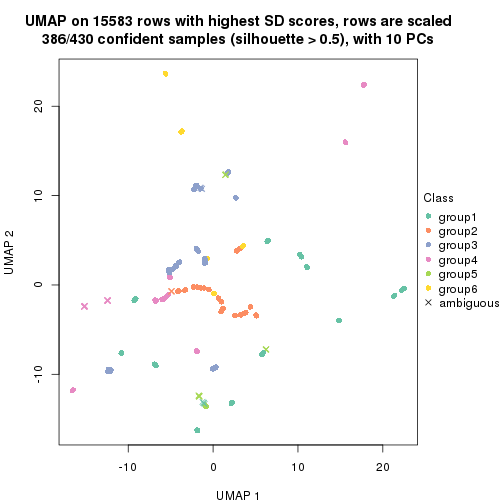 UMAP on 15583 rows with highest SD scores, rows are scaled
386/430 confident samples (silhouette > 0.5), with 10 PCs
20
10
0
-10
UMAP 2
-10
0
10
20
UMAP 1
Class
group1
group2
group3
group4
group5
group6
ambiguous